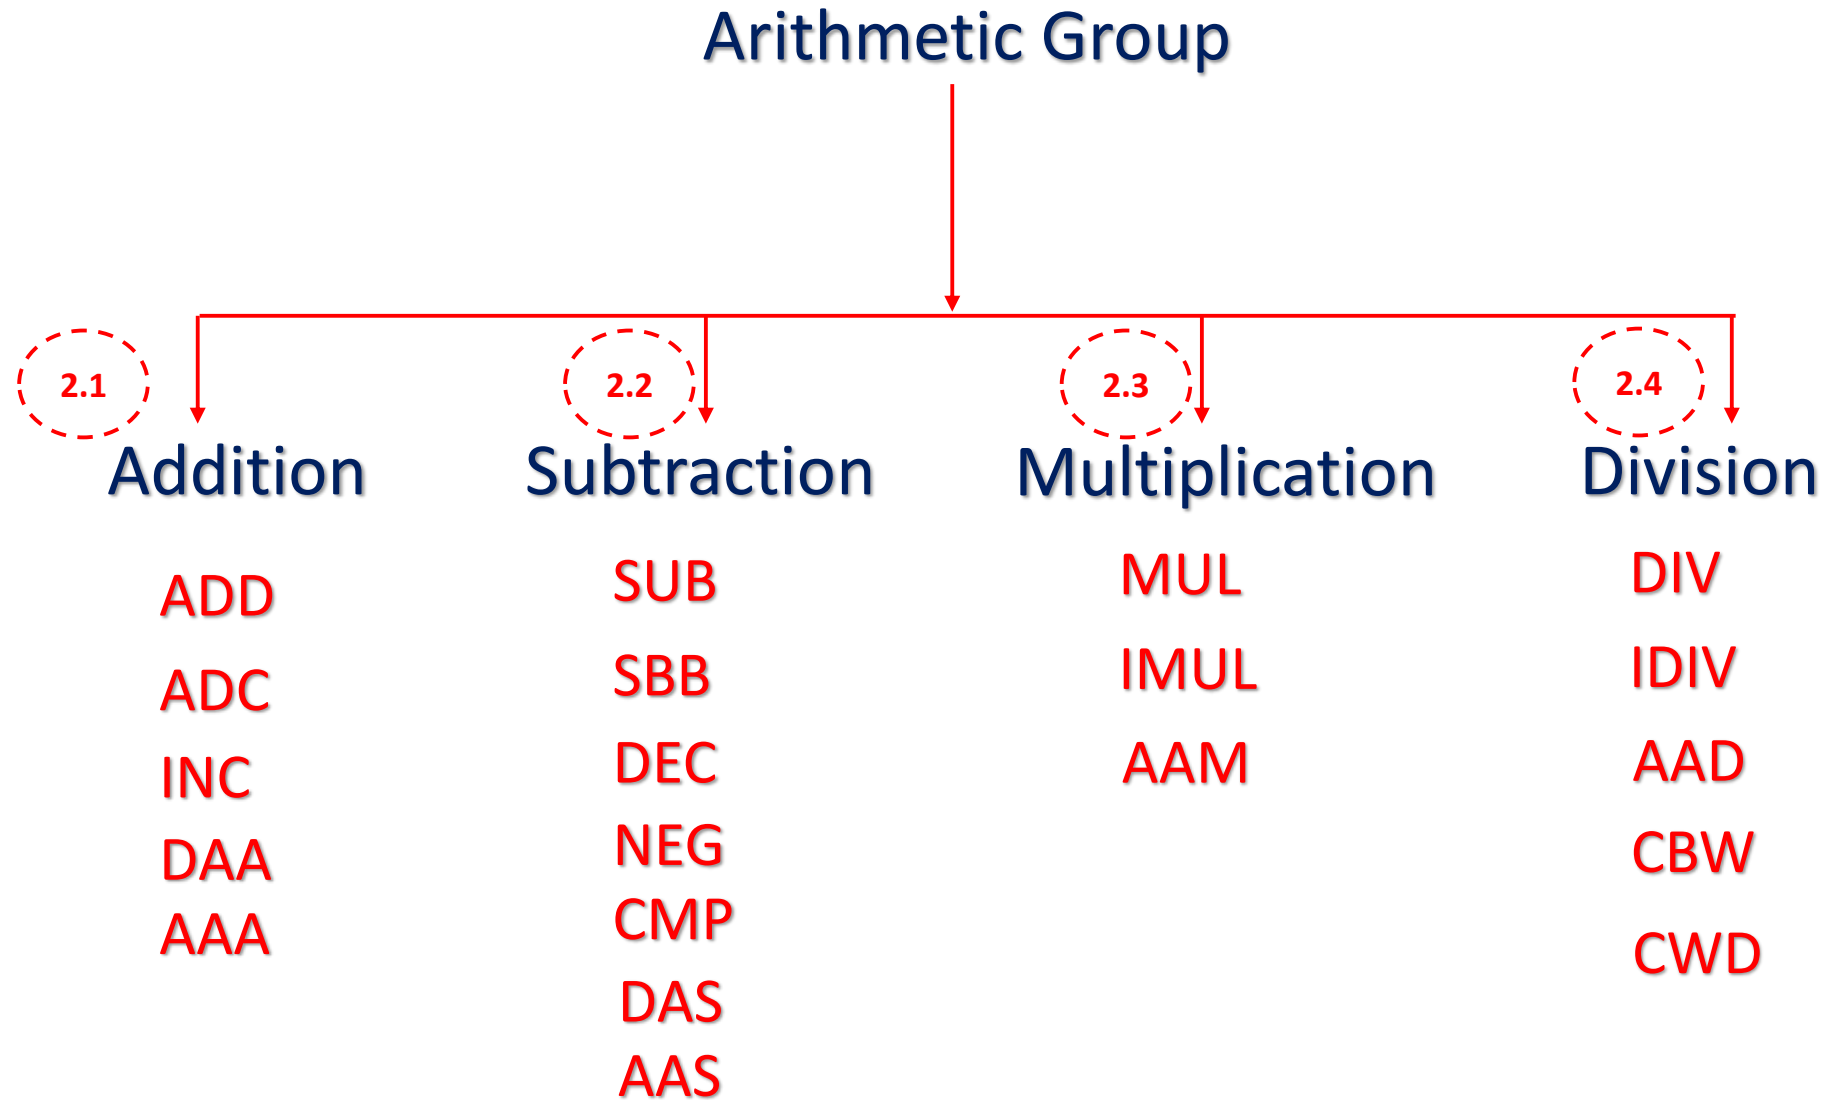 Arithmetic Group
2.1
2.2
2.3
2.4
Addition
Subtraction
Multiplication
Division
ADD
ADC
INC
DAA
AAA
SUB
SBB
DEC
NEG
CMP
DAS
AAS
MUL
IMUL
AAM
DIV
IDIV
AAD
CBW
CWD